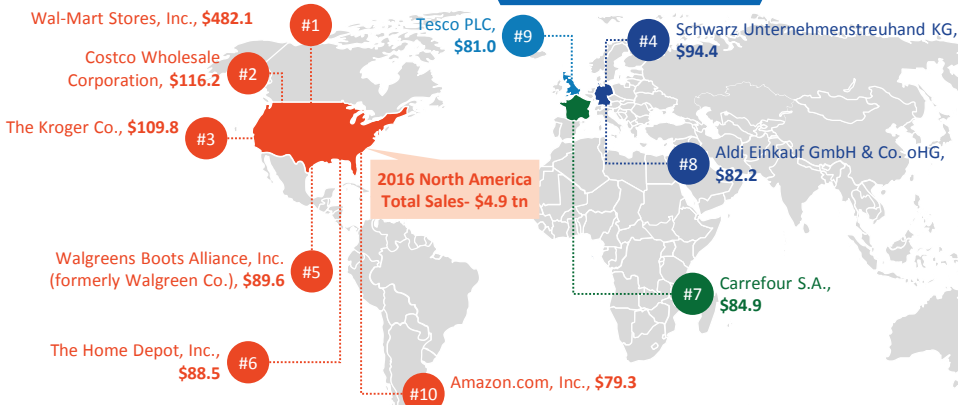 Wal-Mart Stores, Inc., $482.1
#1
Costco Wholesale
Corporation, $116.2
#2
The Kroger Co., $109.8
#3
2016 North America
Total Sales- $4.9 tn
Walgreens Boots Alliance, Inc.
(formerly Walgreen Co.), $89.6
#5
The Home Depot, Inc.,
$88.5
#6
#10
Amazon.com, Inc., $79.3
Tesco PLC,
$81.0
#9
#4
Schwarz Unternehmenstreuhand KG,
$94.4
#8
Aldi Einkauf GmbH & Co. oHG,
$82.2
#7
Carrefour S.A.,
$84.9